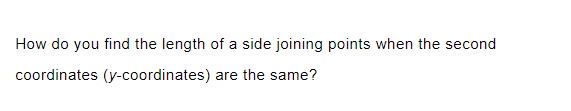 How do you find the length of a side joining points when the second
coordinates (y-coordinates) are the same?